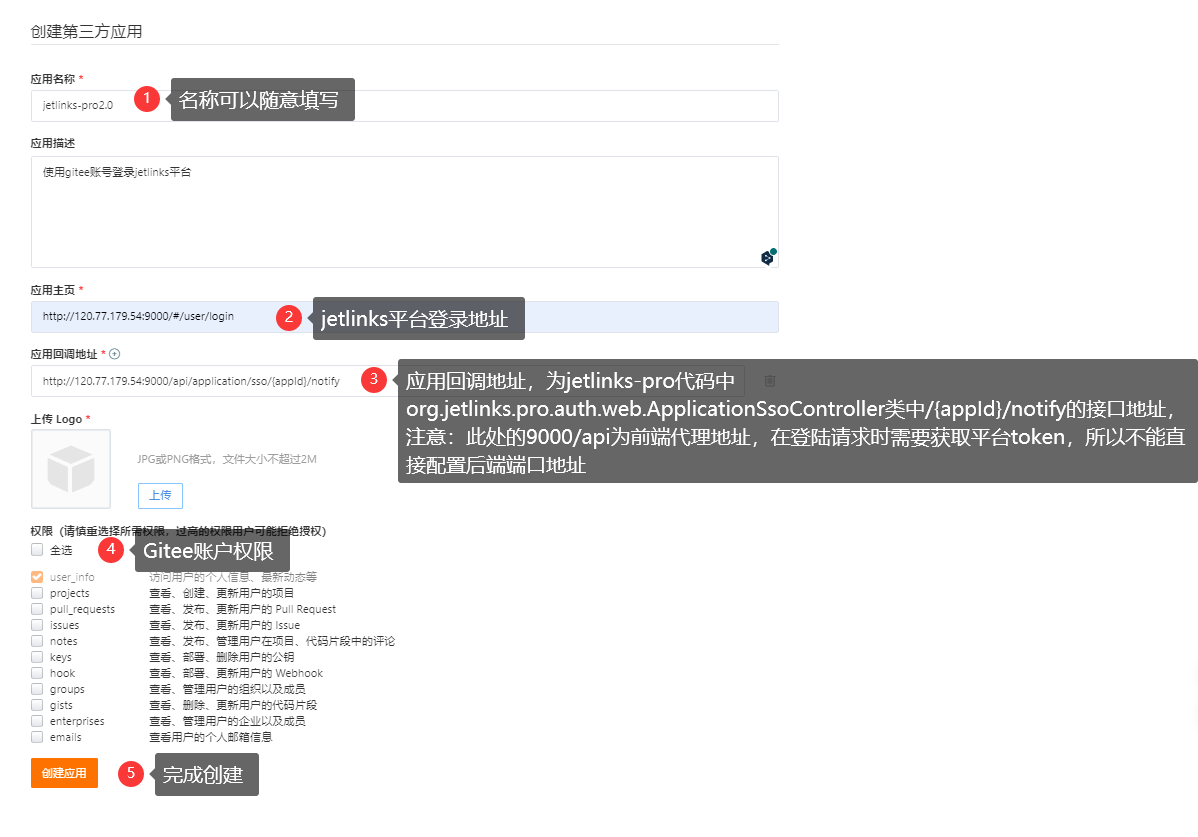 创建第三方应用
应用名称 *
jetlinks-pro2.0
1
名称可以随意填写
应用描述
使用gitee账号登录jetlinks平台
应用主页 *
http://120.77.179.54:9000/#/user/login
2
jetlinks平台登录地址
应用回调地址 *
http://120.77.179.54:9000/api/application/sso/{appId}/notify
3
应用回调地址，为jetlinks-pro代码中
org.jetlinks.pro.auth.web.ApplicationSsoController类中/{appId}/notify的接口地址，
注意：此处的9000/api为前端代理地址，在登陆请求时需要获取平台token，所以不能直
接配置后端端口地址
上传 Logo *
JPG或PNG格式，文件大小不超过2M
上传
权限（请慎重选择所需权限，过高的权限用户可能拒绝授权）
全选
4
Gitee账户权限
user_info 访问用户的个人信息、最新动态等
projects 查看、创建、更新用户的项目
pull_requests 查看、发布、更新用户的 Pull Request
issues 查看、发布、更新用户的 Issue
notes 查看、发布、管理用户在项目、代码片段中的评论
keys 查看、部署、删除用户的公钥
hook 查看、部署、更新用户的 Webhook
groups 查看、管理用户的组织以及成员
gists 查看、删除、更新用户的代码片段
enterprises 查看、管理用户的企业以及成员
emails 查看用户的个人邮箱信息
创建应用
5
完成创建